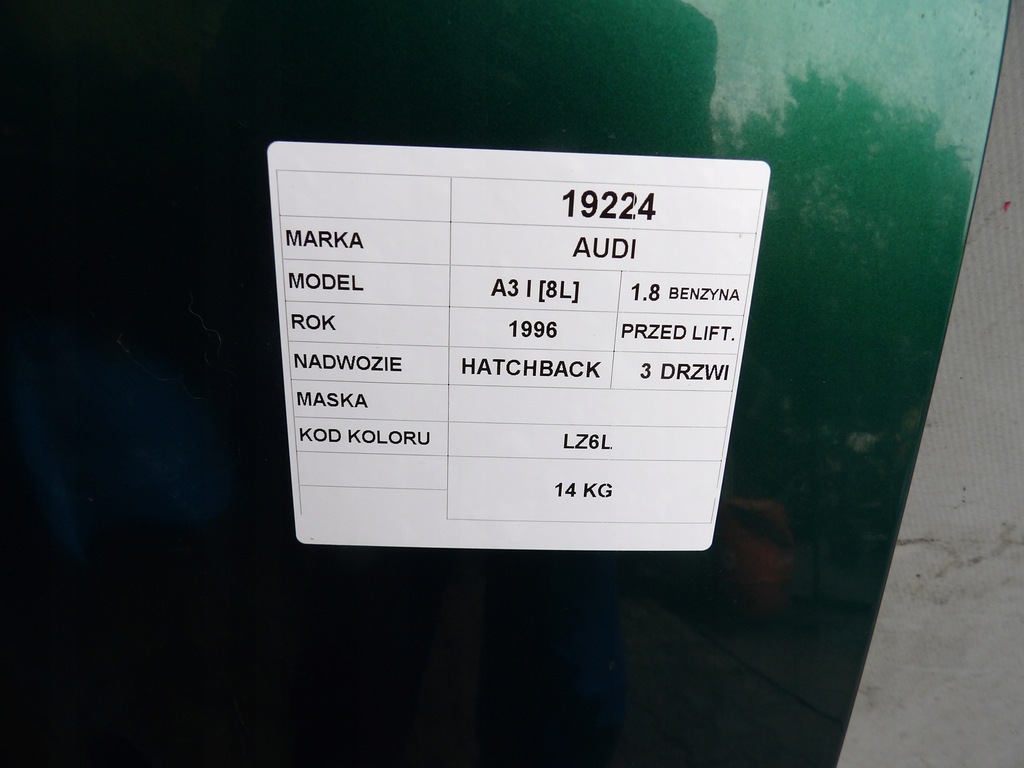 19224
MARKA AUDI
MODEL A3 I [8L] 1.8 BENZYNA
ROK 1996 PRZED LIFT.
NADWOZIE HATCHBACK 3 DRZWI
MASKA
KOD KOLORU LZ6L
14 KG